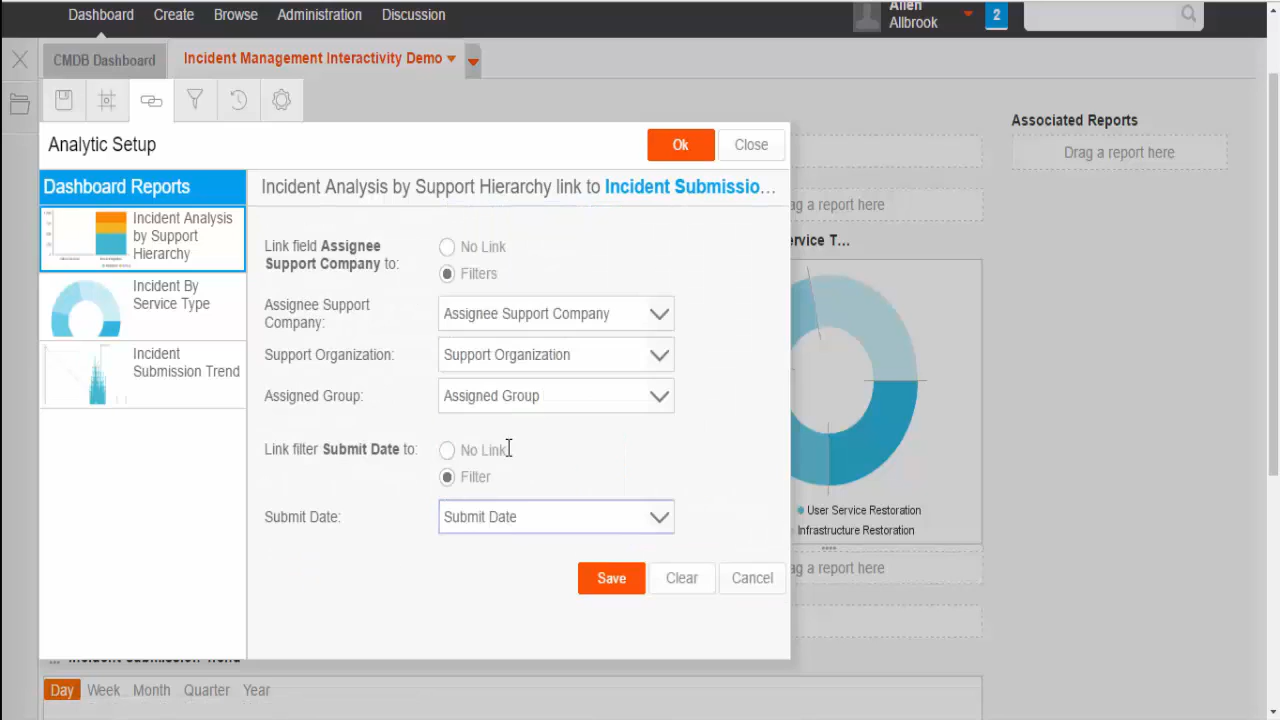 Dashboard Create Browse Administration Discussion
Allen
Allbrook
2
CMDB Dashboard
Incident Management Interactivity Demo
Analytic Setup
Ok
Close
Dashboard Reports
Incident Analysis
by Support
Hierarchy
Incident By
Service Type
Incident
Submission Trend
Incident Analysis by Support Hierarchy link to Incident Submissio...
Link field Assignee
Support Company to:
No Link
Filters
Assignee Support
Company:
Assignee Support Company
Support Organization:
Support Organization
Assigned Group:
Assigned Group
Link filter Submit Date to:
No Link
Filter
Submit Date:
Submit Date
Save
Clear
Cancel
Associated Reports
Drag a report here
ag a report here
ervice T...
User Service Restoration
Infrastructure Restoration
ag a report here
Incident Submission Trend
Day Week Month Quarter Year